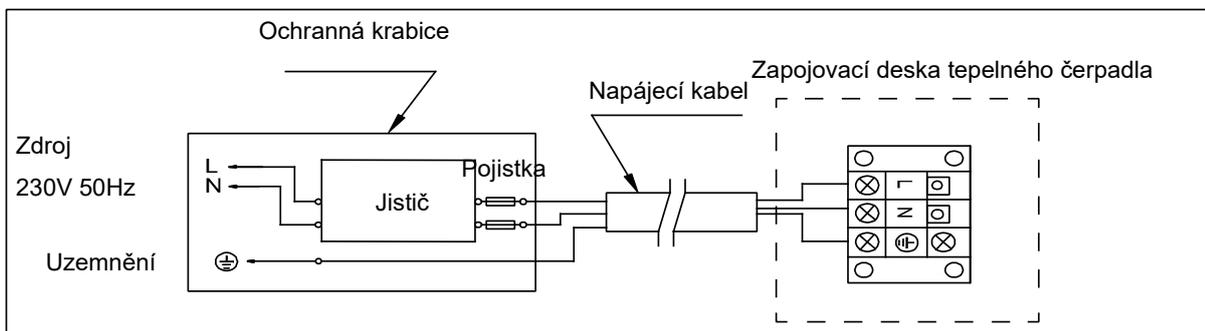 Ochranná krabice
Zapojovací deska tepelného čerpadla
Napájecí kabel
Zdroj
230V 50Hz
L
N
Pojistka
Jistič
L
N
Uzemnění